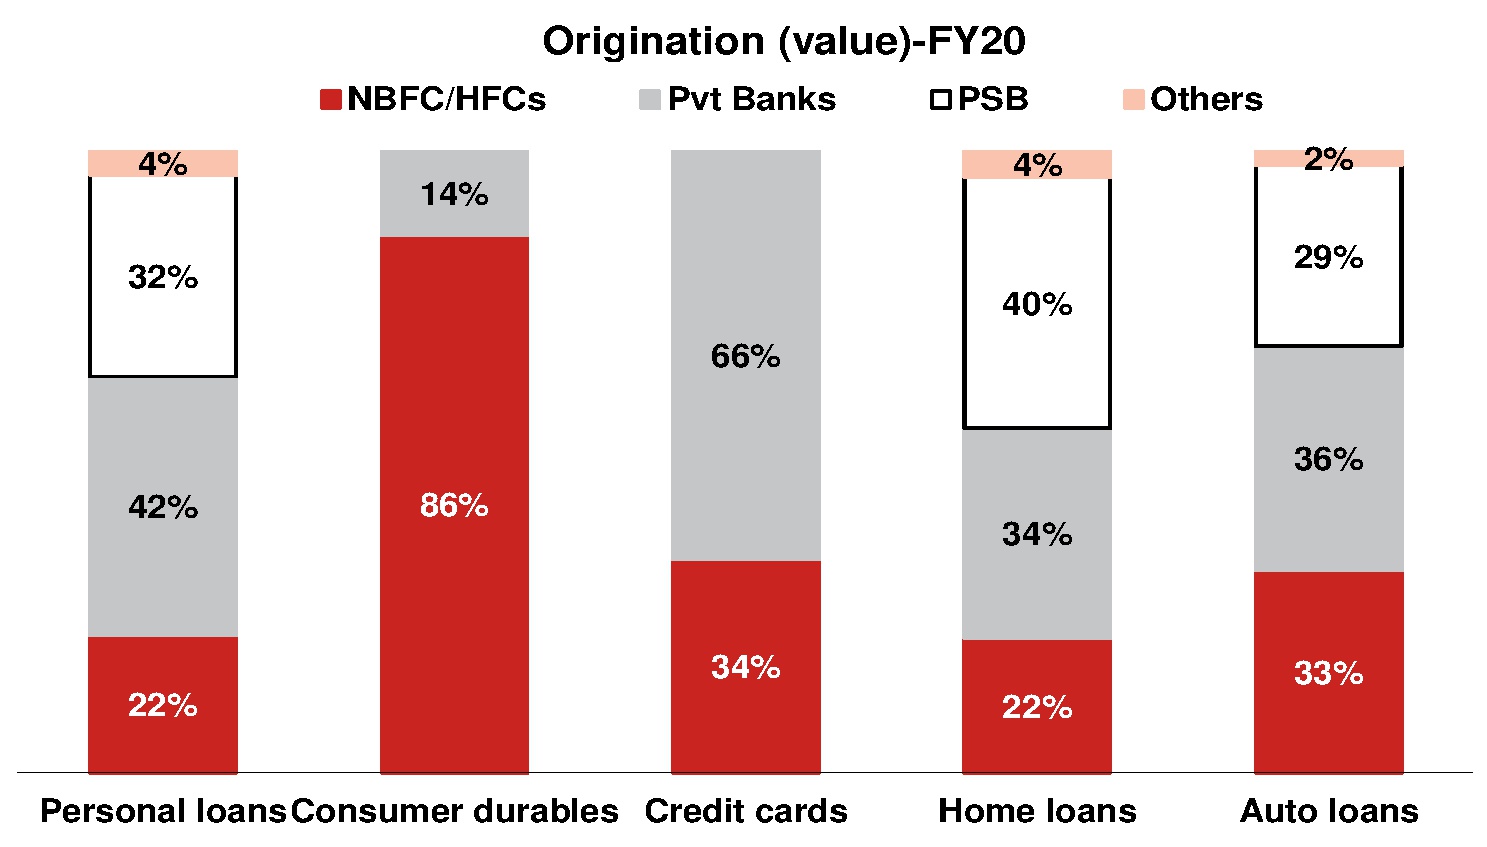 Origination (value)-FY20
NBFC/HFCs Pvt Banks PSB Others
4% 14% 4% 2%
32% 66% 40% 29%
42% 86% 34% 36%
22% 34% 22% 33%
Personal loans Consumer durables Credit cards Home loans Auto loans